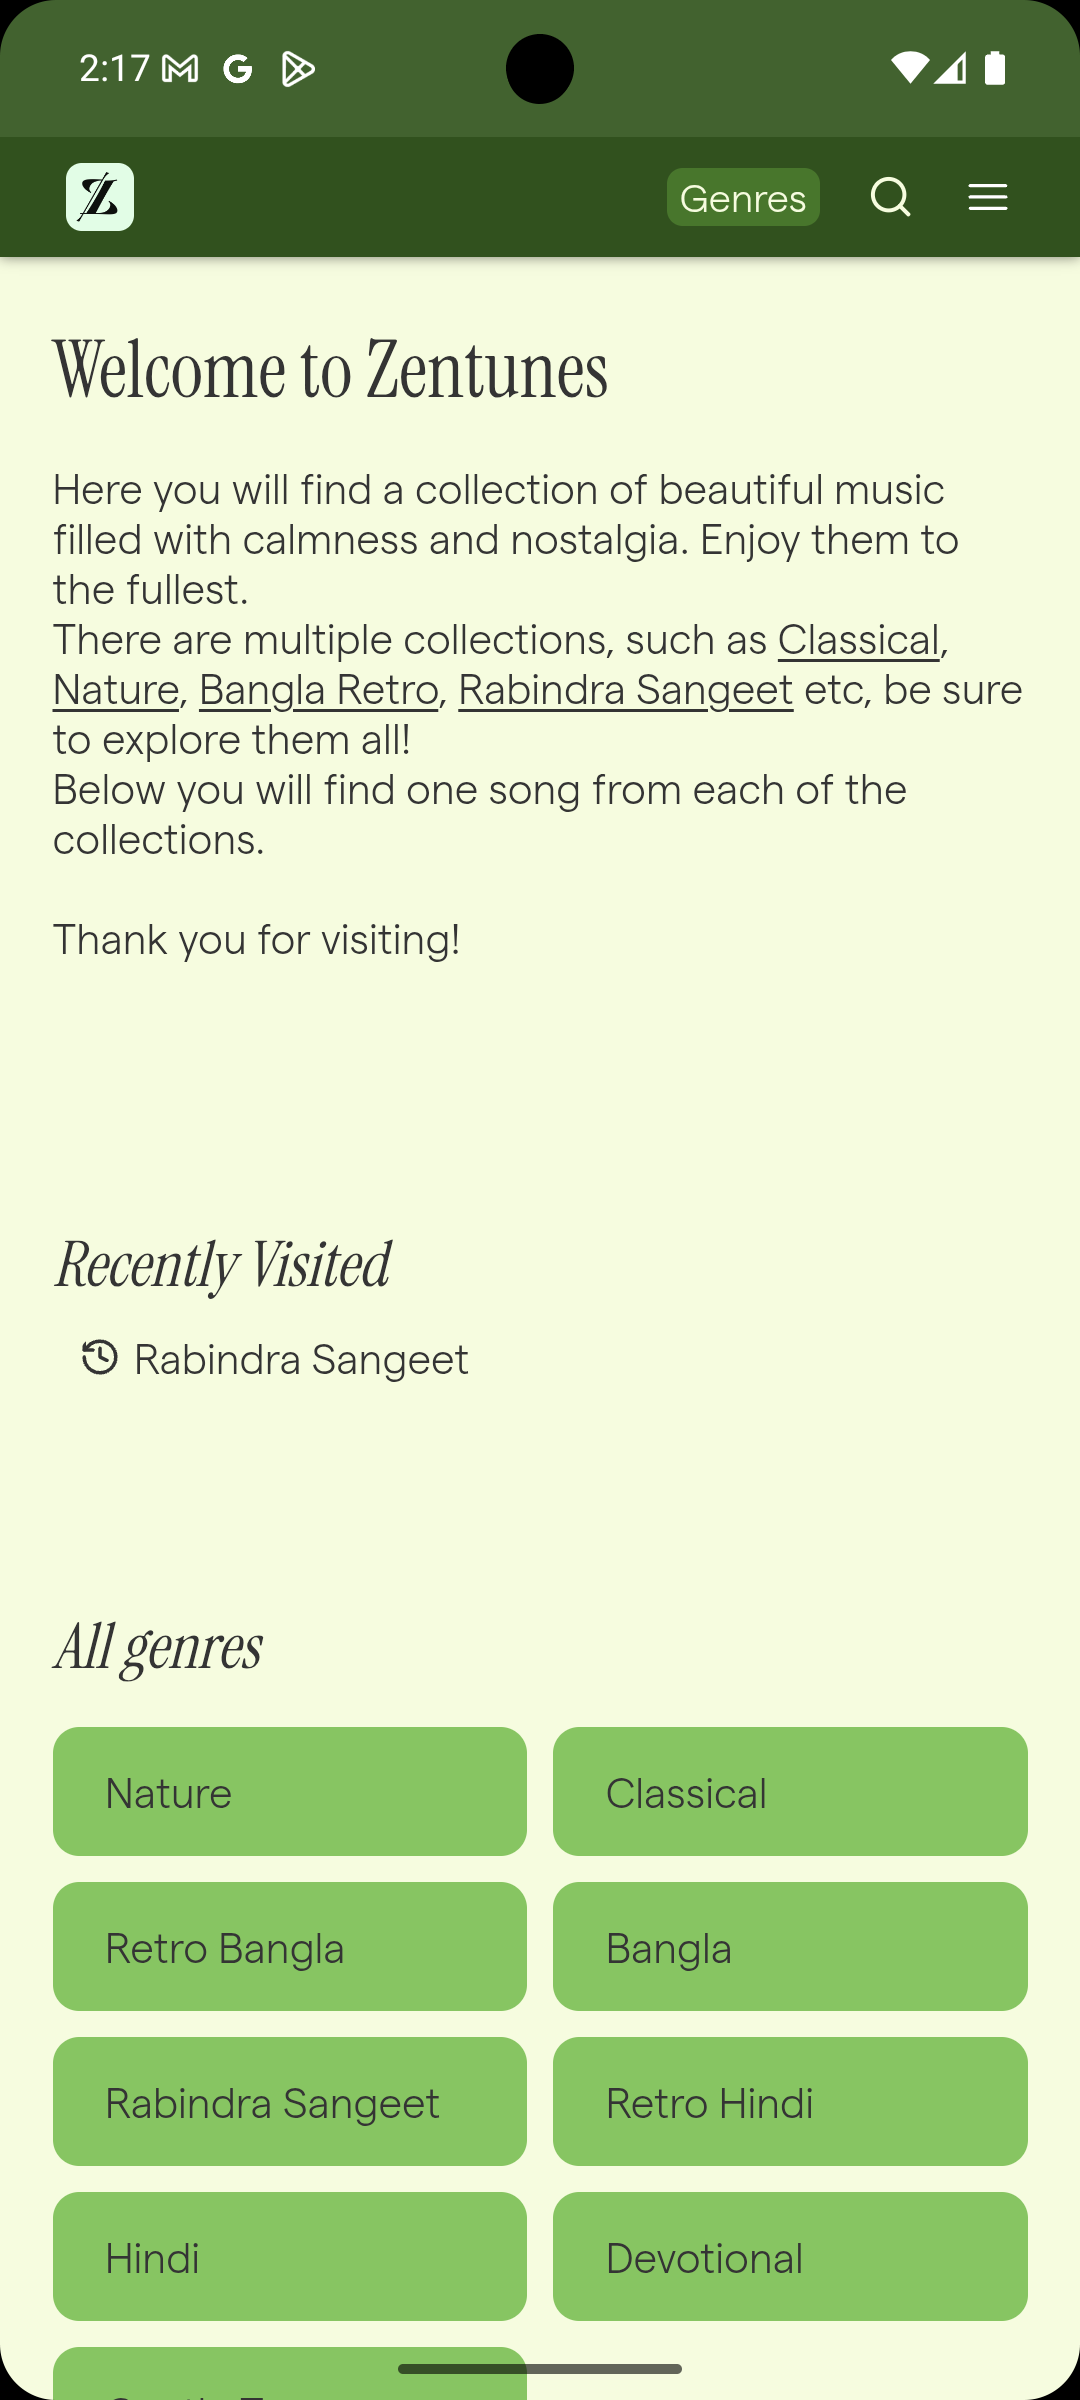 2:17
Z
Genres
Welcome to Zentunes
Here you will find a collection of beautiful music
filled with calmness and nostalgia. Enjoy them to
the fullest.
There are multiple collections, such as Classical,
Nature, Bangla Retro, Rabindra Sangeet etc, be sure
to explore them all!
Below you will find one song from each of the
collections.
Thank you for visiting!
Recently Visited
Rabindra Sangeet
All genres
Nature
Classical
Retro Bangla
Bangla
Rabindra Sangeet
Retro Hindi
Hindi
Devotional